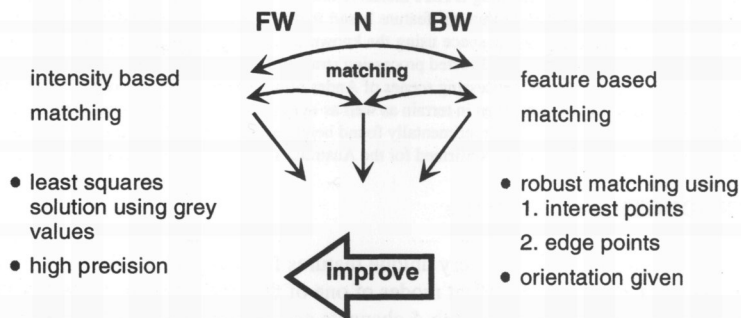 FW N BW
matching
intensity based
matching
feature based
matching
• least squares
solution using grey
values
• high precision
improve
• robust matching using
1. interest points
2. edge points
• orientation given